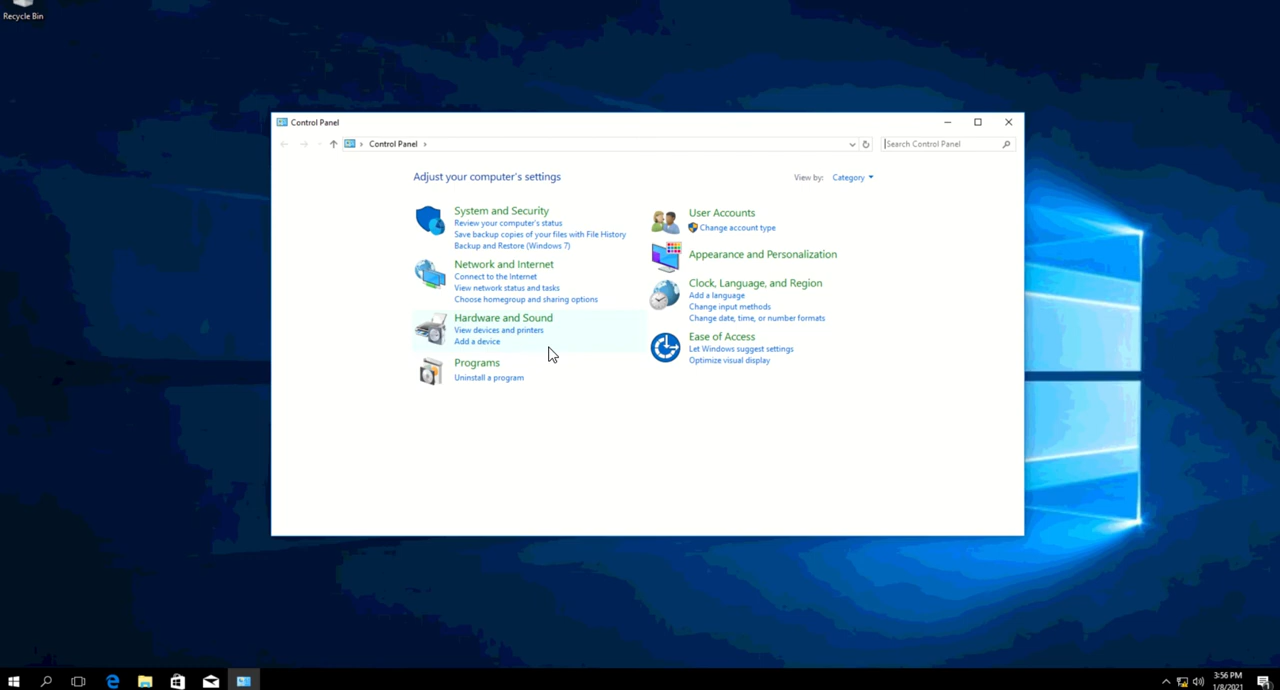 Recycle Bin
Control Panel
Control Panel
Search Control Panel
Adjust your computer's settings
View by: Category
System and Security
Review your computer's status
Save backup copies of your files with File History
Backup and Restore (Windows 7)
Network and Internet
Connect to the Internet
View network status and tasks
Choose homegroup and sharing options
Hardware and Sound
View devices and printers
Add a device
Programs
Uninstall a program
User Accounts
Change account type
Appearance and Personalization
Clock, Language, and Region
Add a language
Change input methods
Change date, time, or number formats
Ease of Access
Let Windows suggest settings
Optimize visual display
3:56 PM
1/8/2021